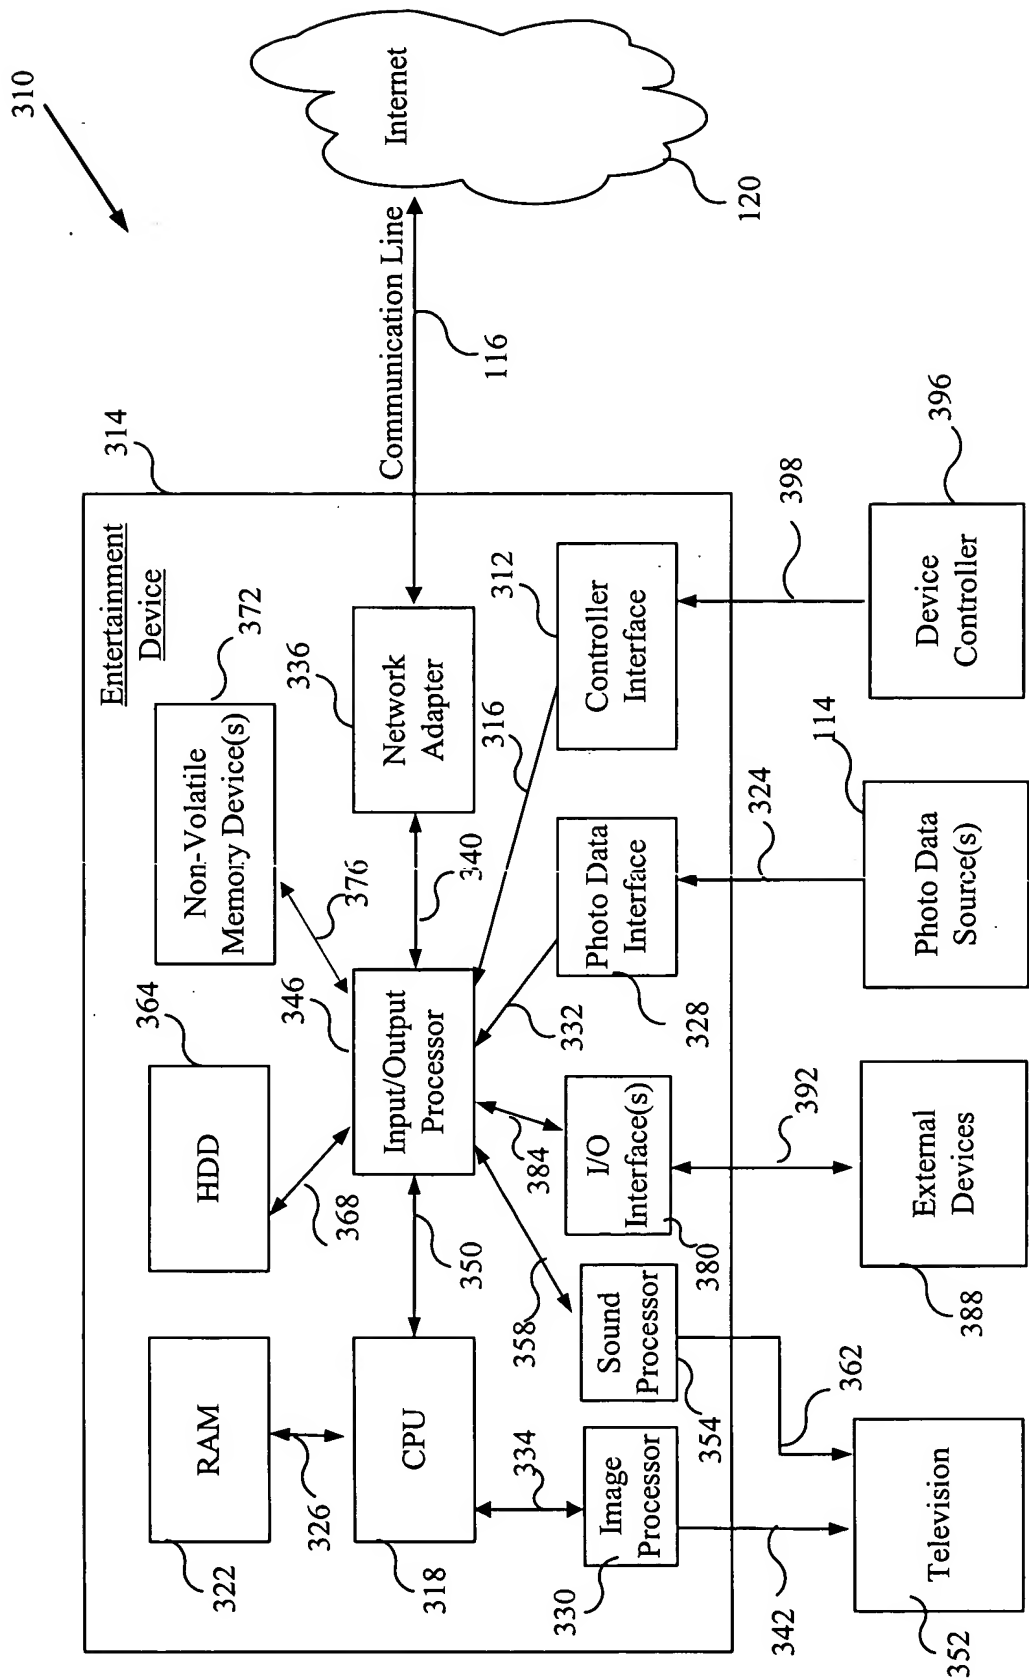 310
314
Entertainment
Device
Internet
120
Communication Line
116
RAM
322
326
HDD
364
368
Non-Volatile
Memory Device(s)
372
376
CPU
318
350
Input/Output
Processor
346
340
Network
Adapter
336
334
358
384
332
316
Image
Processor
330
Sound
Processor
354
I/O
Interface(s)
380
Photo Data
Interface
328
Controller
Interface
312
342
362
392
324
398
Television
352
External
Devices
388
Photo Data
Source(s)
114
Device
Controller
396